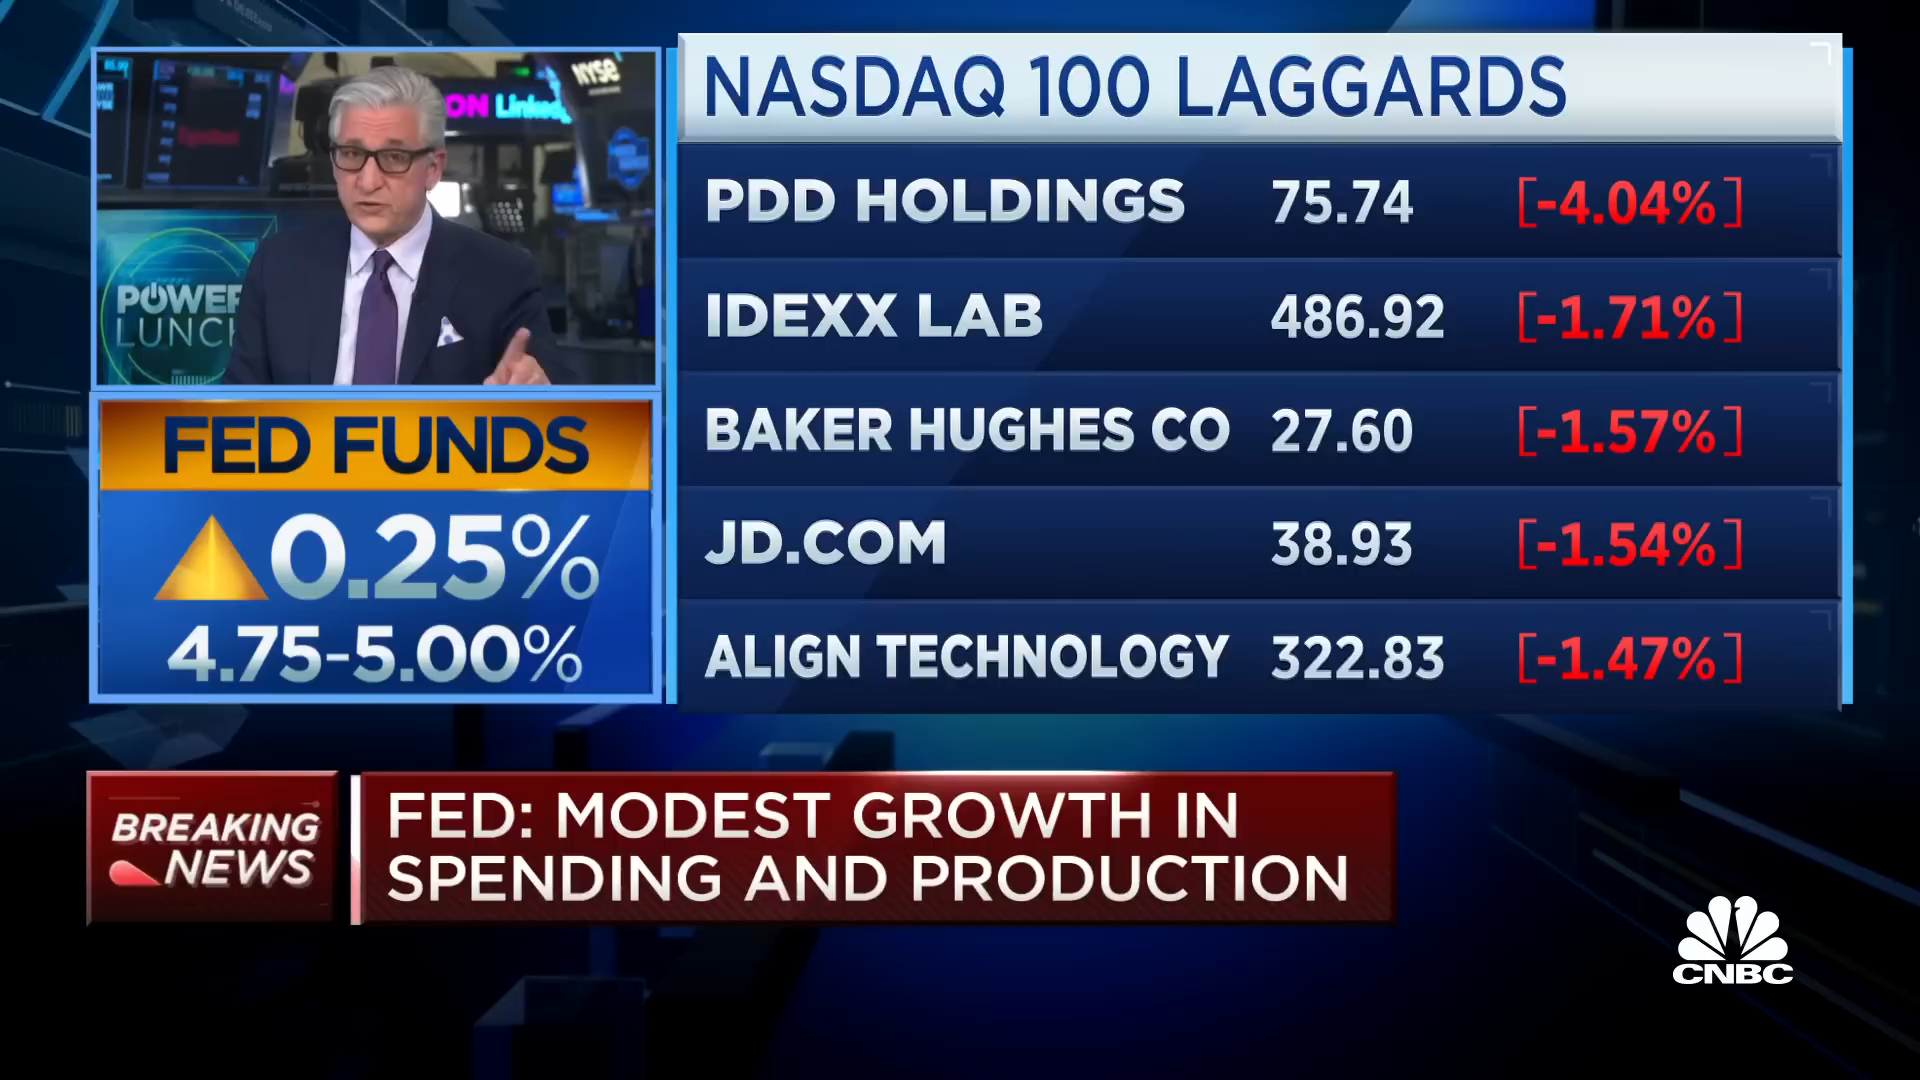 NYSE
ON Linked
POWER
LUNCH
FED FUNDS
0.25%
4.75-5.00%
NASDAQ 100 LAGGARDS
PDD HOLDINGS 75.74 [-4.04%]
IDEXX LAB 486.92 [-1.71%]
BAKER HUGHES CO 27.60 [-1.57%]
JD.COM 38.93 [-1.54%]
ALIGN TECHNOLOGY 322.83 [-1.47%]
BREAKING
NEWS
FED: MODEST GROWTH IN
SPENDING AND PRODUCTION
CNBC